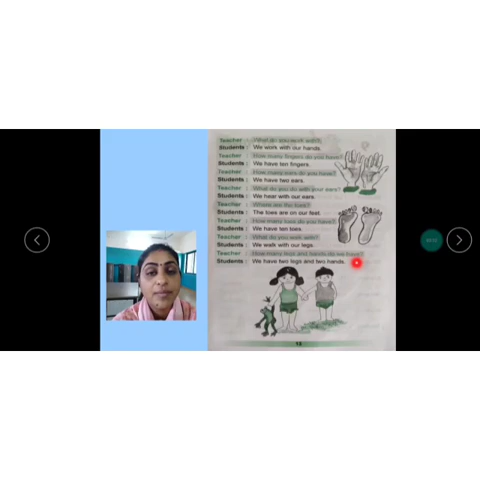 Teacher : What do you work with?
Students : We work with our hands.
Teacher : How many fingers do you have?
Students : We have ten fingers.
Teacher : How many ears do you have?
Students : We have two ears.
Teacher : What do you do with your ears?
Students : We hear with our ears.
Teacher : Where are the toes?
Students : The toes are on our feet.
Teacher : How many toes do you have?
Students : We have ten toes.
Teacher : What do you walk with?
Students : We walk with our legs.
Teacher : How many legs and hands do we have?
Students : We have two legs and two hands.